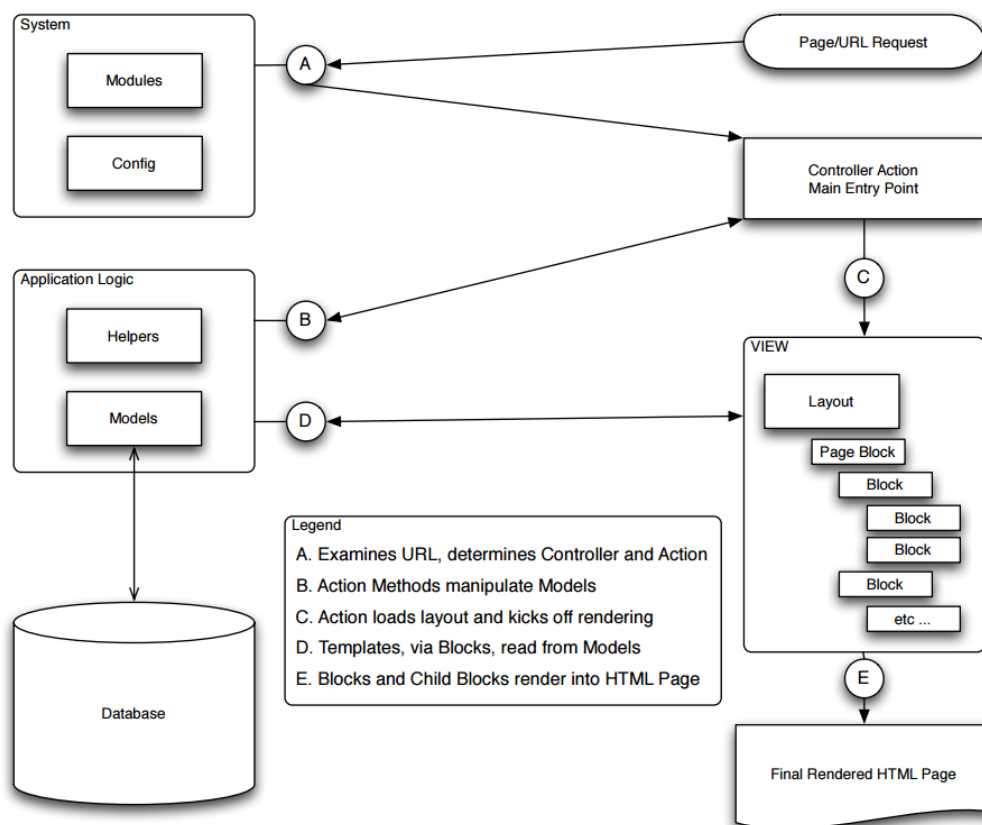 System
Modules
Config
A
Page/URL Request
Controller Action
Main Entry Point
C
Application Logic
Helpers
Models
B
D
VIEW
Layout
Page Block
Block
Block
Block
Block
etc ...
Legend
A. Examines URL, determines Controller and Action
B. Action Methods manipulate Models
C. Action loads layout and kicks off rendering
D. Templates, via Blocks, read from Models
E. Blocks and Child Blocks render into HTML Page
E
Database
Final Rendered HTML Page